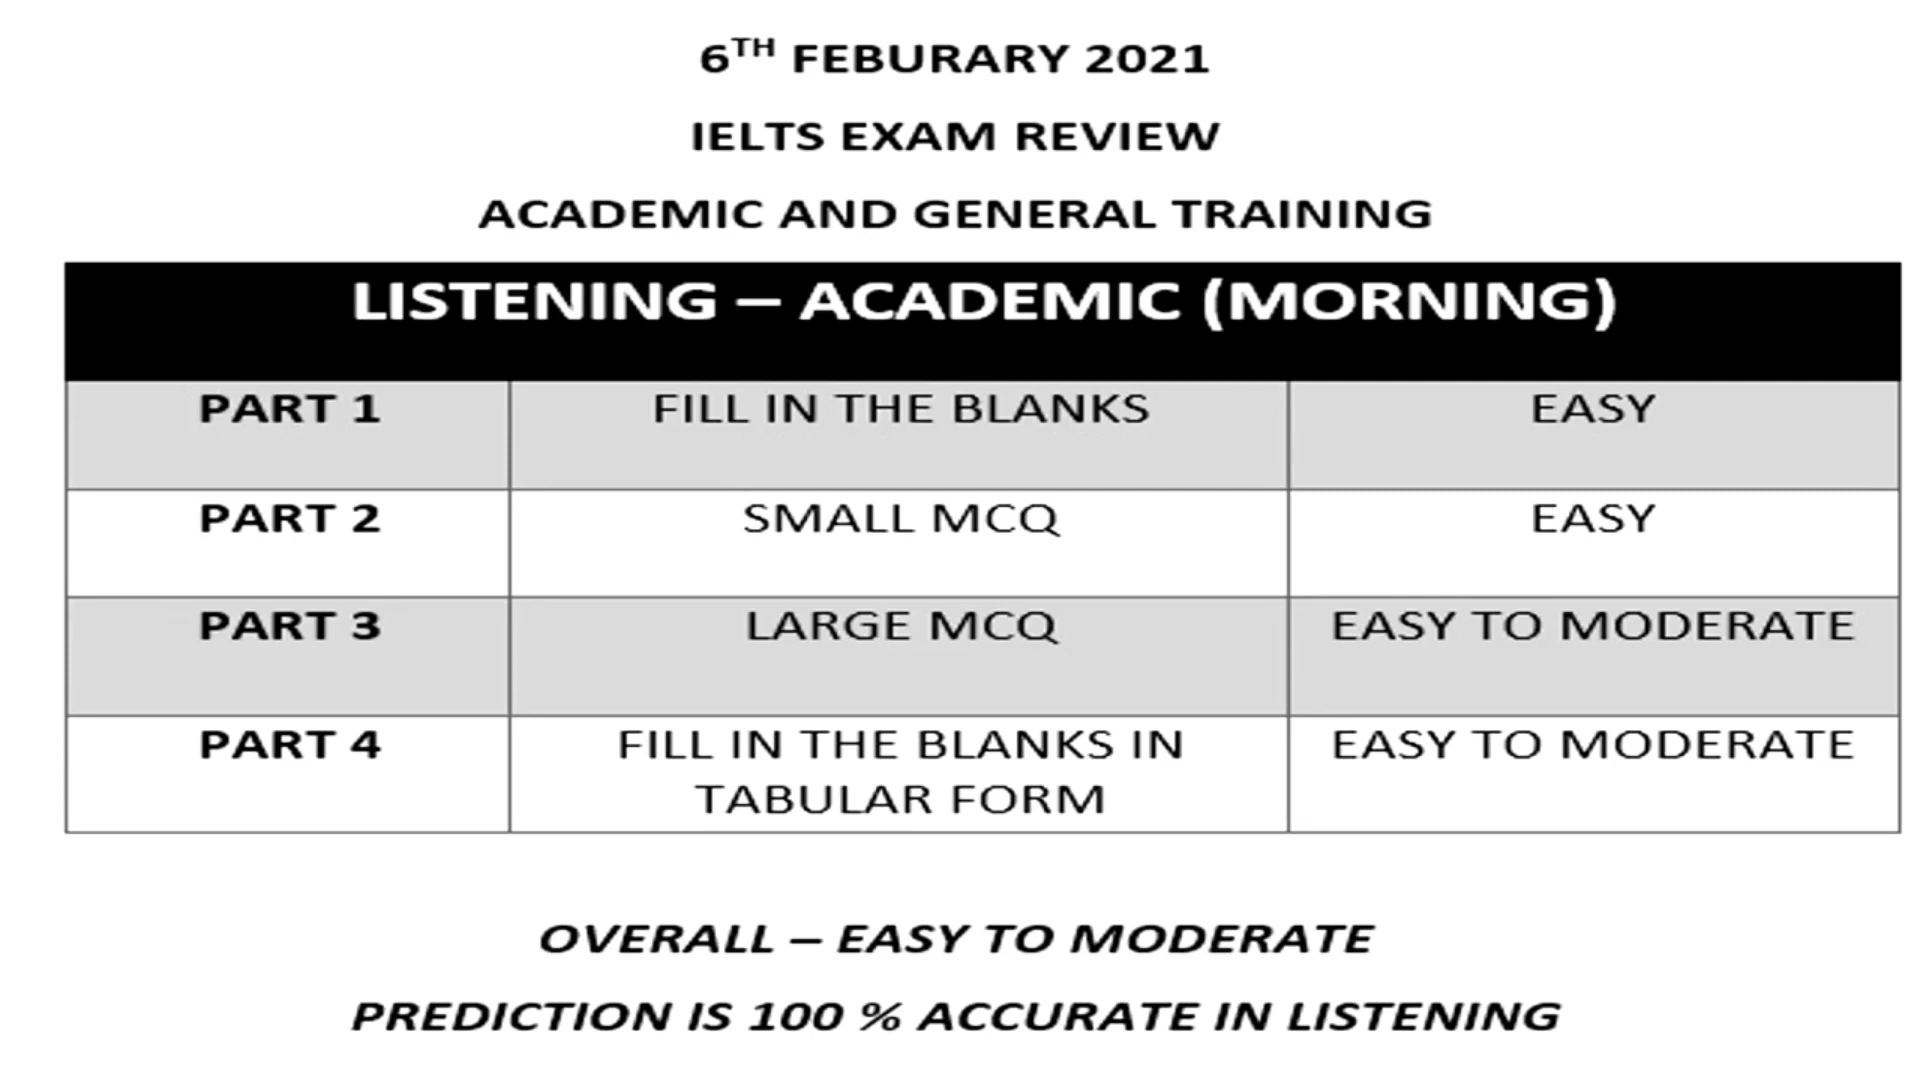 6TH FEBURARY 2021
IELTS EXAM REVIEW
ACADEMIC AND GENERAL TRAINING
LISTENING – ACADEMIC (MORNING)
PART 1 FILL IN THE BLANKS EASY
PART 2 SMALL MCQ EASY
PART 3 LARGE MCQ EASY TO MODERATE
PART 4 FILL IN THE BLANKS IN EASY TO MODERATE
TABULAR FORM
OVERALL – EASY TO MODERATE
PREDICTION IS 100 % ACCURATE IN LISTENING